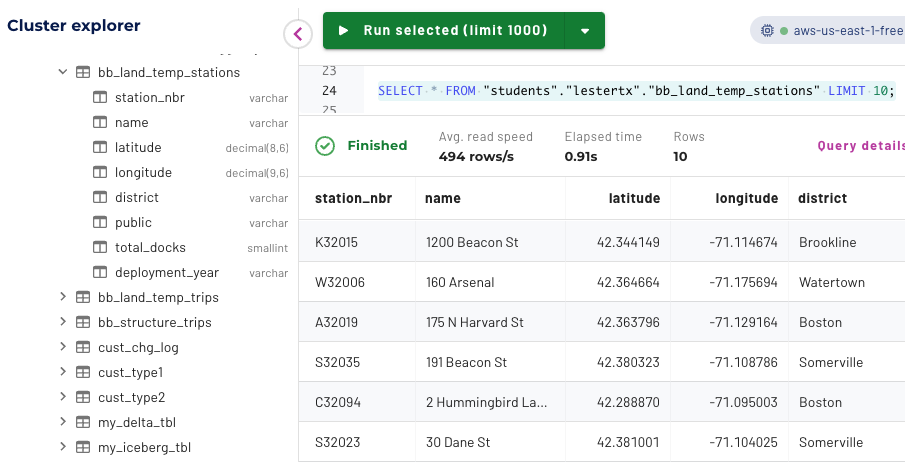 Cluster explorer
bb_land_temp_stations
station_nbr varchar
name varchar
latitude decimal(8,6)
longitude decimal(9,6)
district varchar
public varchar
total_docks smallint
deployment_year varchar
bb_land_temp_trips
bb_structure_trips
cust_chg_log
cust_type1
cust_type2
my_delta_tbl
my_iceberg_tbl
Run selected (limit 1000)
aws-us-east-1-free
23
24 SELECT * FROM "students"."lestertx"."bb_land_temp_stations" LIMIT 10;
25
Finished
Avg. read speed
494 rows/s
Elapsed time
0.91s
Rows
10
Query details
station_nbr name latitude longitude district
K32015 1200 Beacon St 42.344149 -71.114674 Brookline
W32006 160 Arsenal 42.364664 -71.175694 Watertown
A32019 175 N Harvard St 42.363796 -71.129164 Boston
S32035 191 Beacon St 42.380323 -71.108786 Somerville
C32094 2 Hummingbird La... 42.288870 -71.095003 Boston
S32023 30 Dane St 42.381001 -71.104025 Somerville